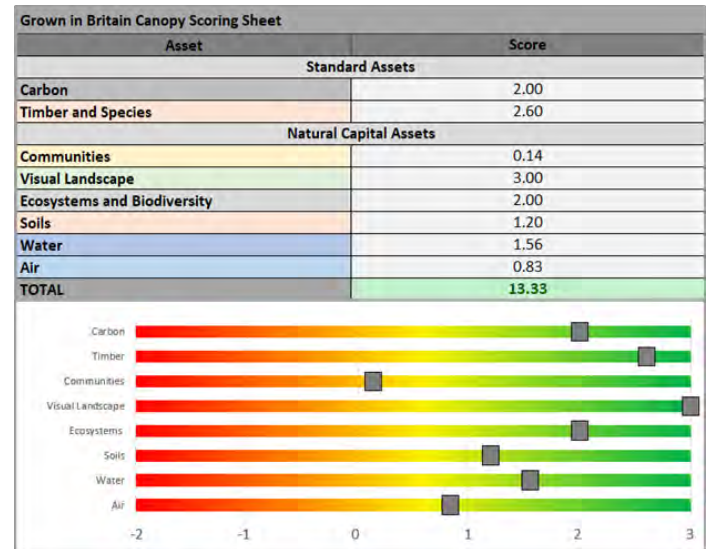 Grown in Britain Canopy Scoring Sheet
Asset Score
Standard Assets
Carbon 2.00
Timber and Species 2.60
Natural Capital Assets
Communities 0.14
Visual Landscape 3.00
Ecosystems and Biodiversity 2.00
Soils 1.20
Water 1.56
Air 0.83
TOTAL 13.33
Carbon
Timber
Communities
Visual Landscape
Ecosystems
Soils
Water
Air
-2 -1 0 1 2 3